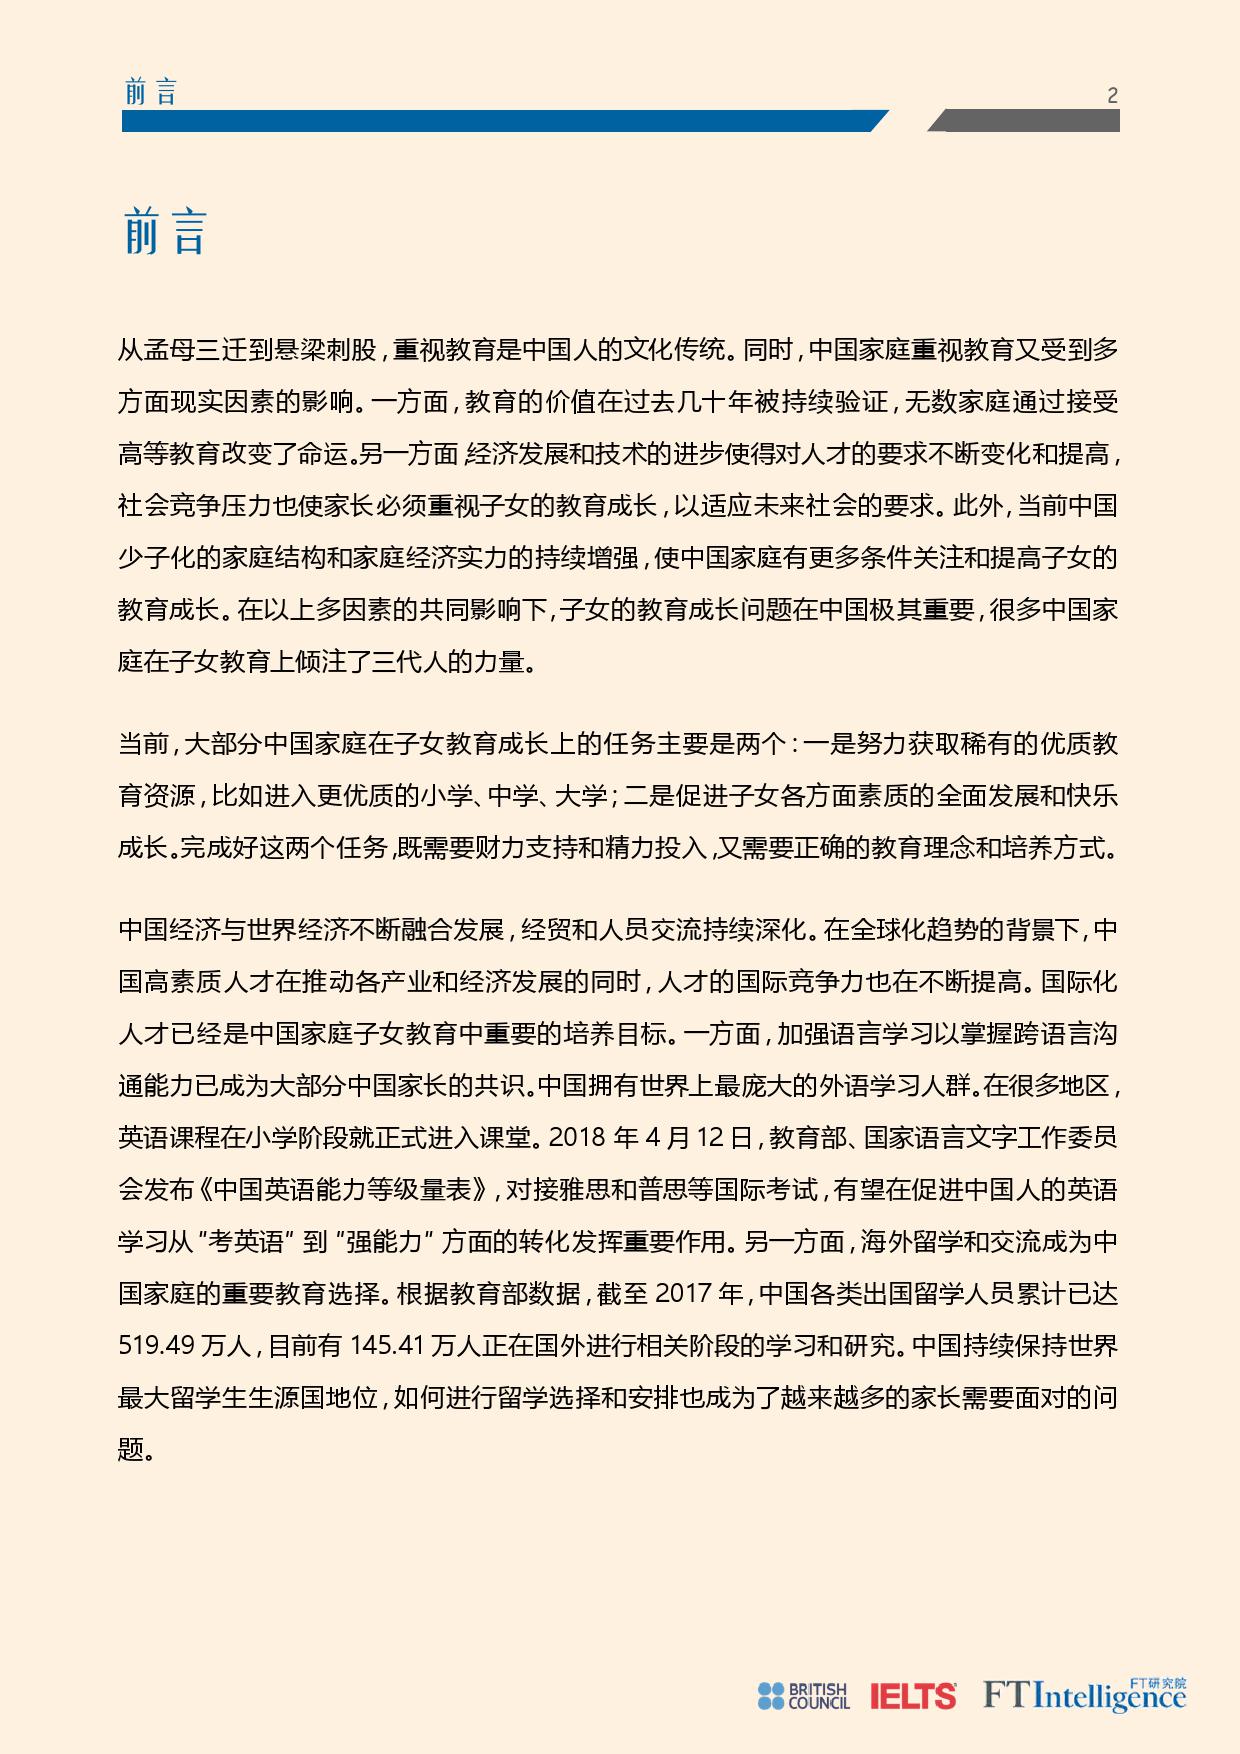 前言
2
前言
从孟母三迁到悬梁刺股,重视教育是中国人的文化传统。同时,中国家庭重视教育又受到多
方面现实因素的影响。一方面,教育的价值在过去几十年被持续验证,无数家庭通过接受
高等教育改变了命运。另一方面,经济发展和技术的进步使得对人才的要求不断变化和提高,
社会竞争压力也使家长必须重视子女的教育成长,以适应未来社会的要求。此外,当前中国
少子化的家庭结构和家庭经济实力的持续增强,使中国家庭有更多条件关注和提高子女的
教育成长。在以上多因素的共同影响下,子女的教育成长问题在中国极其重要,很多中国家
庭在子女教育上倾注了三代人的力量。
当前,大部分中国家庭在子女教育成长上的任务主要是两个:一是努力获取稀有的优质教
育资源,比如进入更优质的小学、中学、大学;二是促进子女各方面素质的全面发展和快乐
成长。完成好这两个任务,既需要财力支持和精力投入,又需要正确的教育理念和培养方式。
中国经济与世界经济不断融合发展,经贸和人员交流持续深化。在全球化趋势的背景下,中
国高素质人才在推动各产业和经济发展的同时,人才的国际竞争力也在不断提高。国际化
人才已经是中国家庭子女教育中重要的培养目标。一方面,加强语言学习以掌握跨语言沟
通能力已成为大部分中国家长的共识。中国拥有世界上最庞大的外语学习人群。在很多地区,
英语课程在小学阶段就正式进入课堂。2018 年 4 月 12 日,教育部、国家语言文字工作委员
会发布《中国英语能力等级量表》,对接雅思和普思等国际考试,有望在促进中国人的英语
学习从 "考英语" 到 "强能力" 方面的转化发挥重要作用。另一方面,海外留学和交流成为中
国家庭的重要教育选择。根据教育部数据,截至 2017 年,中国各类出国留学人员累计已达
519.49 万人,目前有 145.41 万人正在国外进行相关阶段的学习和研究。中国持续保持世界
最大留学生生源国地位,如何进行留学选择和安排也成为了越来越多的家长需要面对的问
题。
BRITISH COUNCIL IELTS FT研究院 FTIntelligence